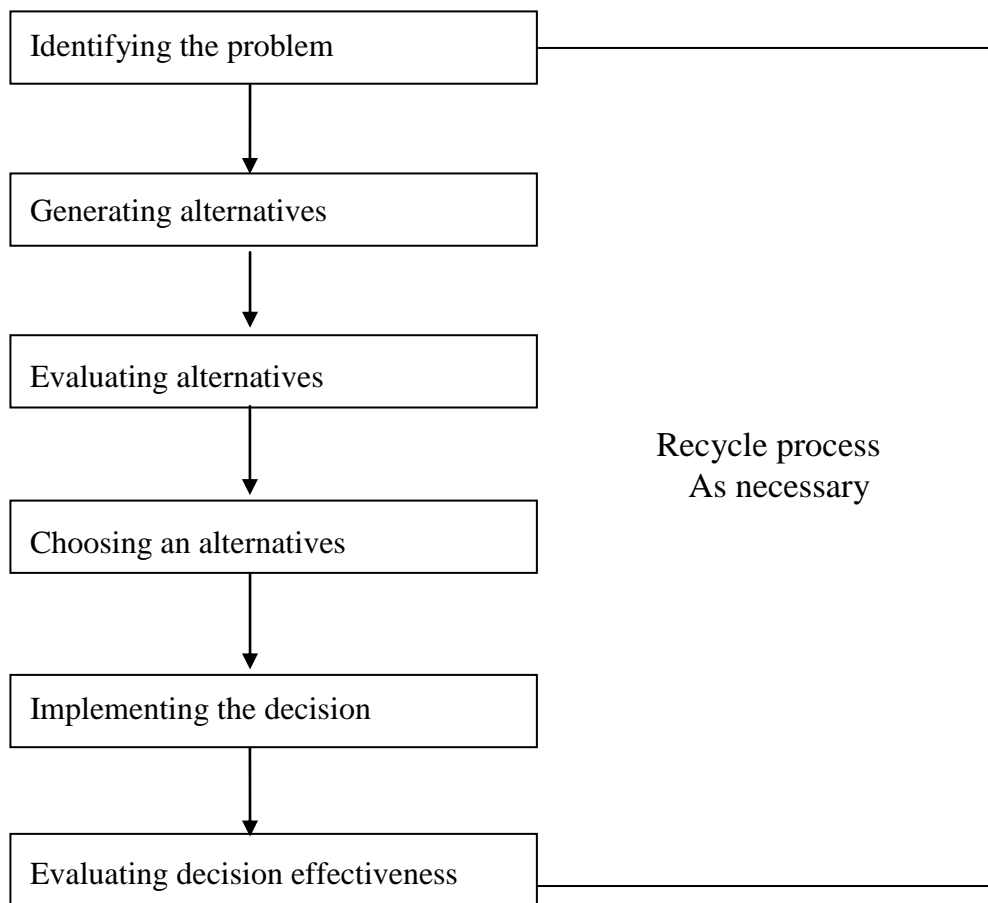 Identifying the problem
Generating alternatives
Evaluating alternatives
Recycle process
As necessary
Choosing an alternatives
Implementing the decision
Evaluating decision effectiveness